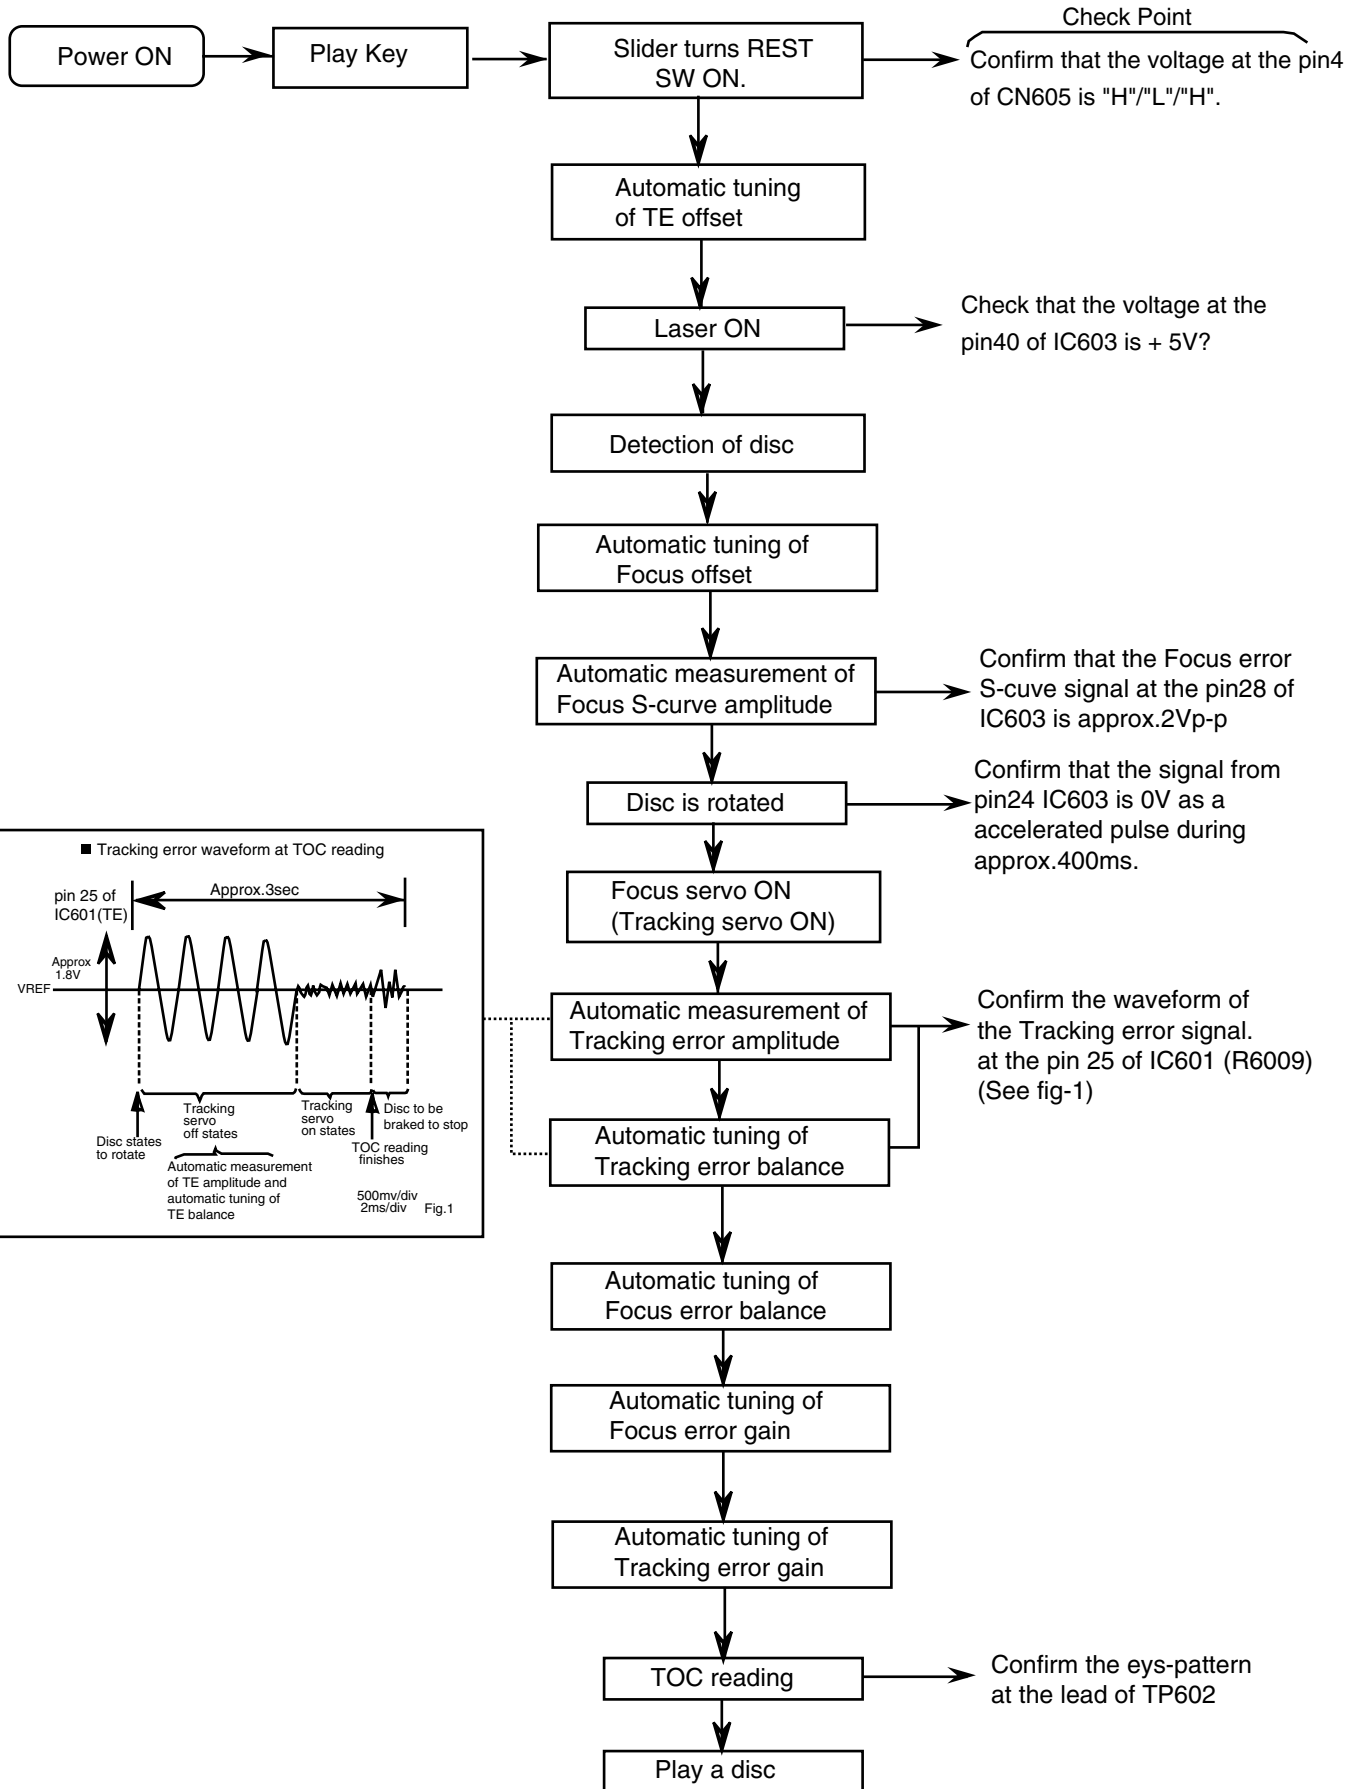 Check Point
Power ON
Play Key
Slider turns REST
SW ON.
Confirm that the voltage at the pin4
of CN605 is "H"/"L"/"H".
Automatic tuning
of TE offset
Laser ON
Check that the voltage at the
pin40 of IC603 is + 5V?
Detection of disc
Automatic tuning of
Focus offset
Automatic measurement of
Focus S-curve amplitude
Confirm that the Focus error
S-cuve signal at the pin28 of
IC603 is approx.2Vp-p
Disc is rotated
Confirm that the signal from
pin24 IC603 is 0V as a
accelerated pulse during
approx.400ms.
Focus servo ON
(Tracking servo ON)
■ Tracking error waveform at TOC reading
pin 25 of
IC601(TE)
Approx.3sec
Approx
1.8V
VREF
Disc states
to rotate
Tracking
servo
off states
Tracking
servo
on states
Disc to be
braked to stop
TOC reading
finishes
Automatic measurement
of TE amplitude and
automatic tuning of
TE balance
500mv/div
2ms/div
Fig.1
Automatic measurement of
Tracking error amplitude
Confirm the waveform of
the Tracking error signal.
at the pin 25 of IC601 (R6009)
(See fig-1)
Automatic tuning of
Tracking error balance
Automatic tuning of
Focus error balance
Automatic tuning of
Focus error gain
Automatic tuning of
Tracking error gain
TOC reading
Confirm the eys-pattern
at the lead of TP602
Play a disc